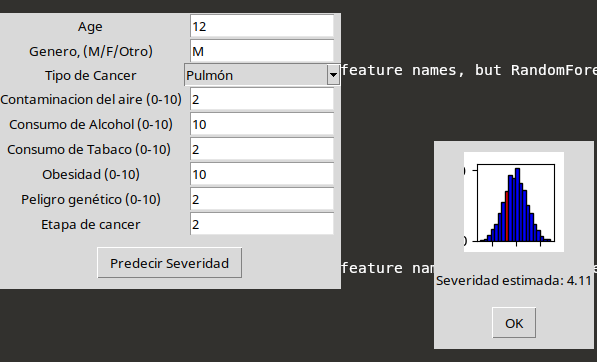 Age 12
Genero, (M/F/Otro) M
Tipo de Cancer Pulmón
feature names, but RandomFore
Contaminacion del aire (0-10) 2
Consumo de Alcohol (0-10) 10
Consumo de Tabaco (0-10) 2
Obesidad (0-10) 10
Peligro genético (0-10) 2
Etapa de cancer 2
Predecir Severidad
feature nam
Severidad estimada: 4.11
OK